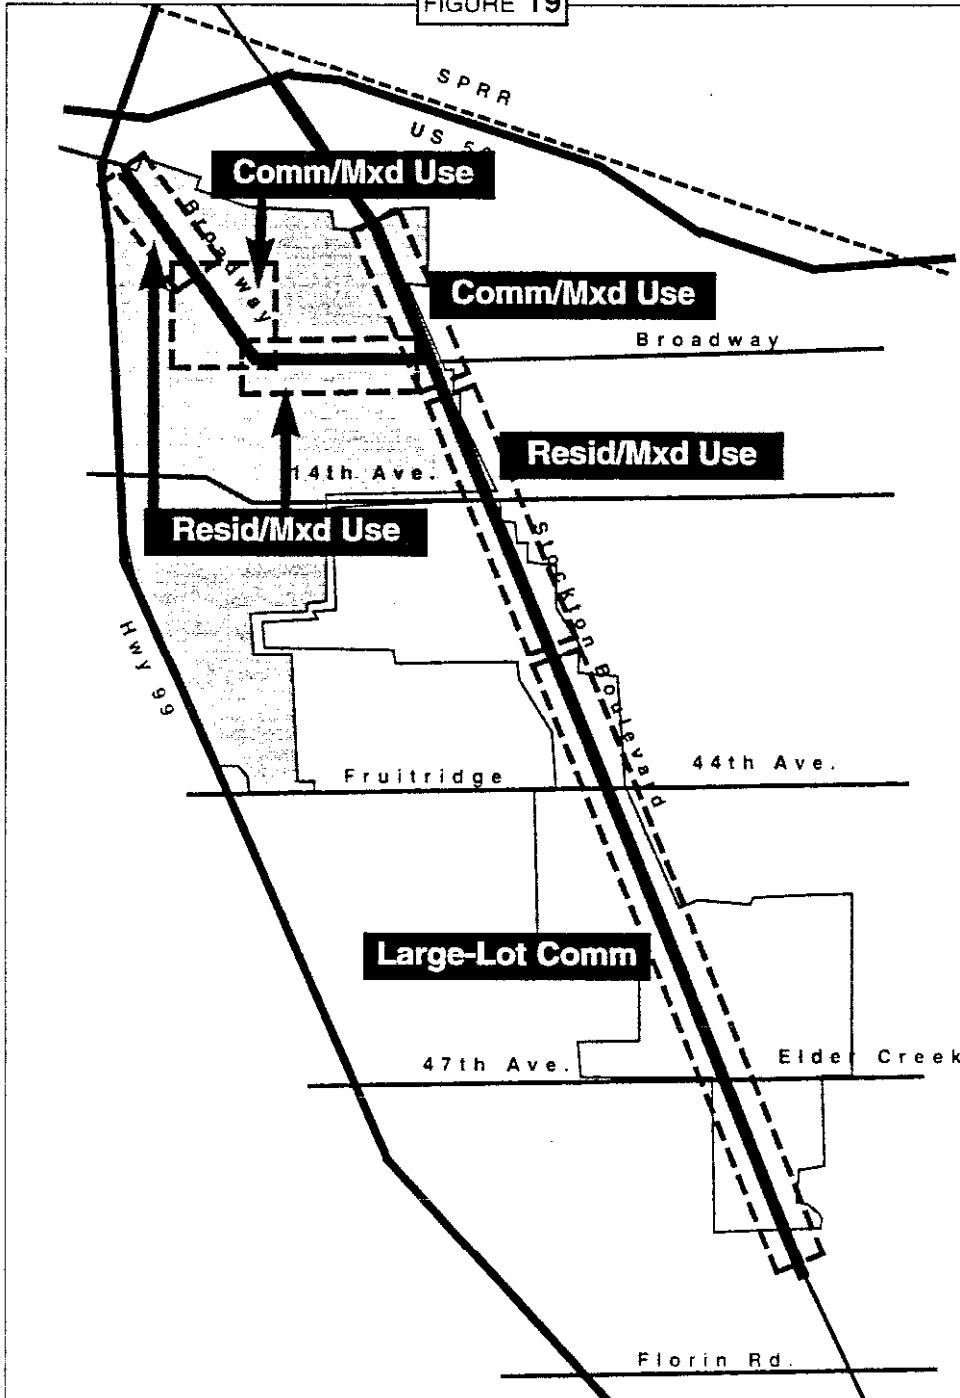 FIGURE 19
SPRR
US 50
Comm/Mxd Use
Broadway
Comm/Mxd Use
Broadway
Resid/Mxd Use
14th Ave.
Resid/Mxd Use
Stockton Boulevard
Hwy 99
44th Ave.
Fruitridge
Large-Lot Comm
47th Ave.
Elder Creek
Florin Rd.